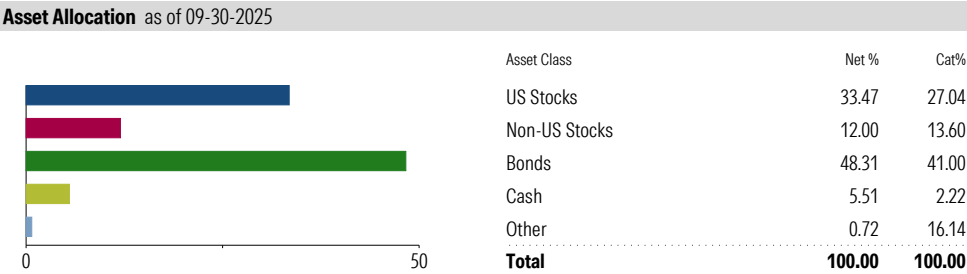 Asset Allocation as of 09-30-2025
Asset Class Net % Cat%
US Stocks 33.47 27.04
Non-US Stocks 12.00 13.60
Bonds 48.31 41.00
Cash 5.51 2.22
Other 0.72 16.14
0 50
Total 100.00 100.00